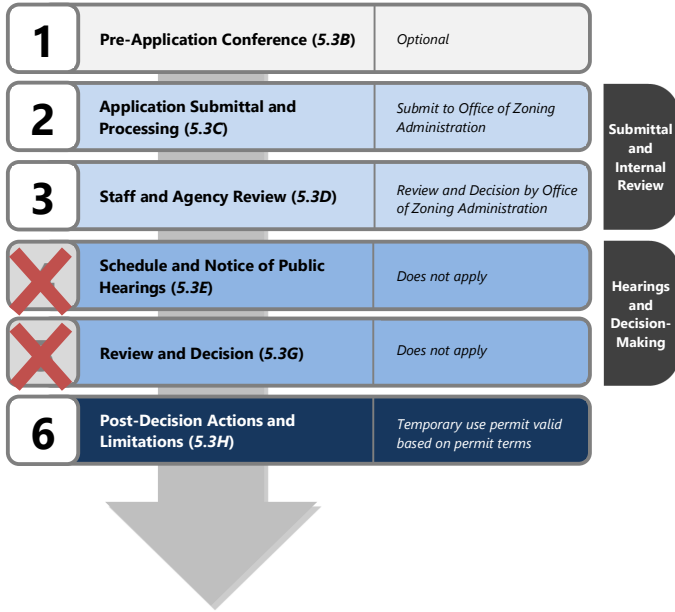 1
Pre-Application Conference (5.3B)
Optional
2
Application Submittal and
Processing (5.3C)
Submit to Office of Zoning
Administration
3
Staff and Agency Review (5.3D)
Review and Decision by Office
of Zoning Administration
Submittal
and
Internal
Review
Schedule and Notice of Public
Hearings (5.3E)
Does not apply
Review and Decision (5.3G)
Does not apply
Hearings
and
Decision-
Making
6
Post-Decision Actions and
Limitations (5.3H)
Temporary use permit valid
based on permit terms